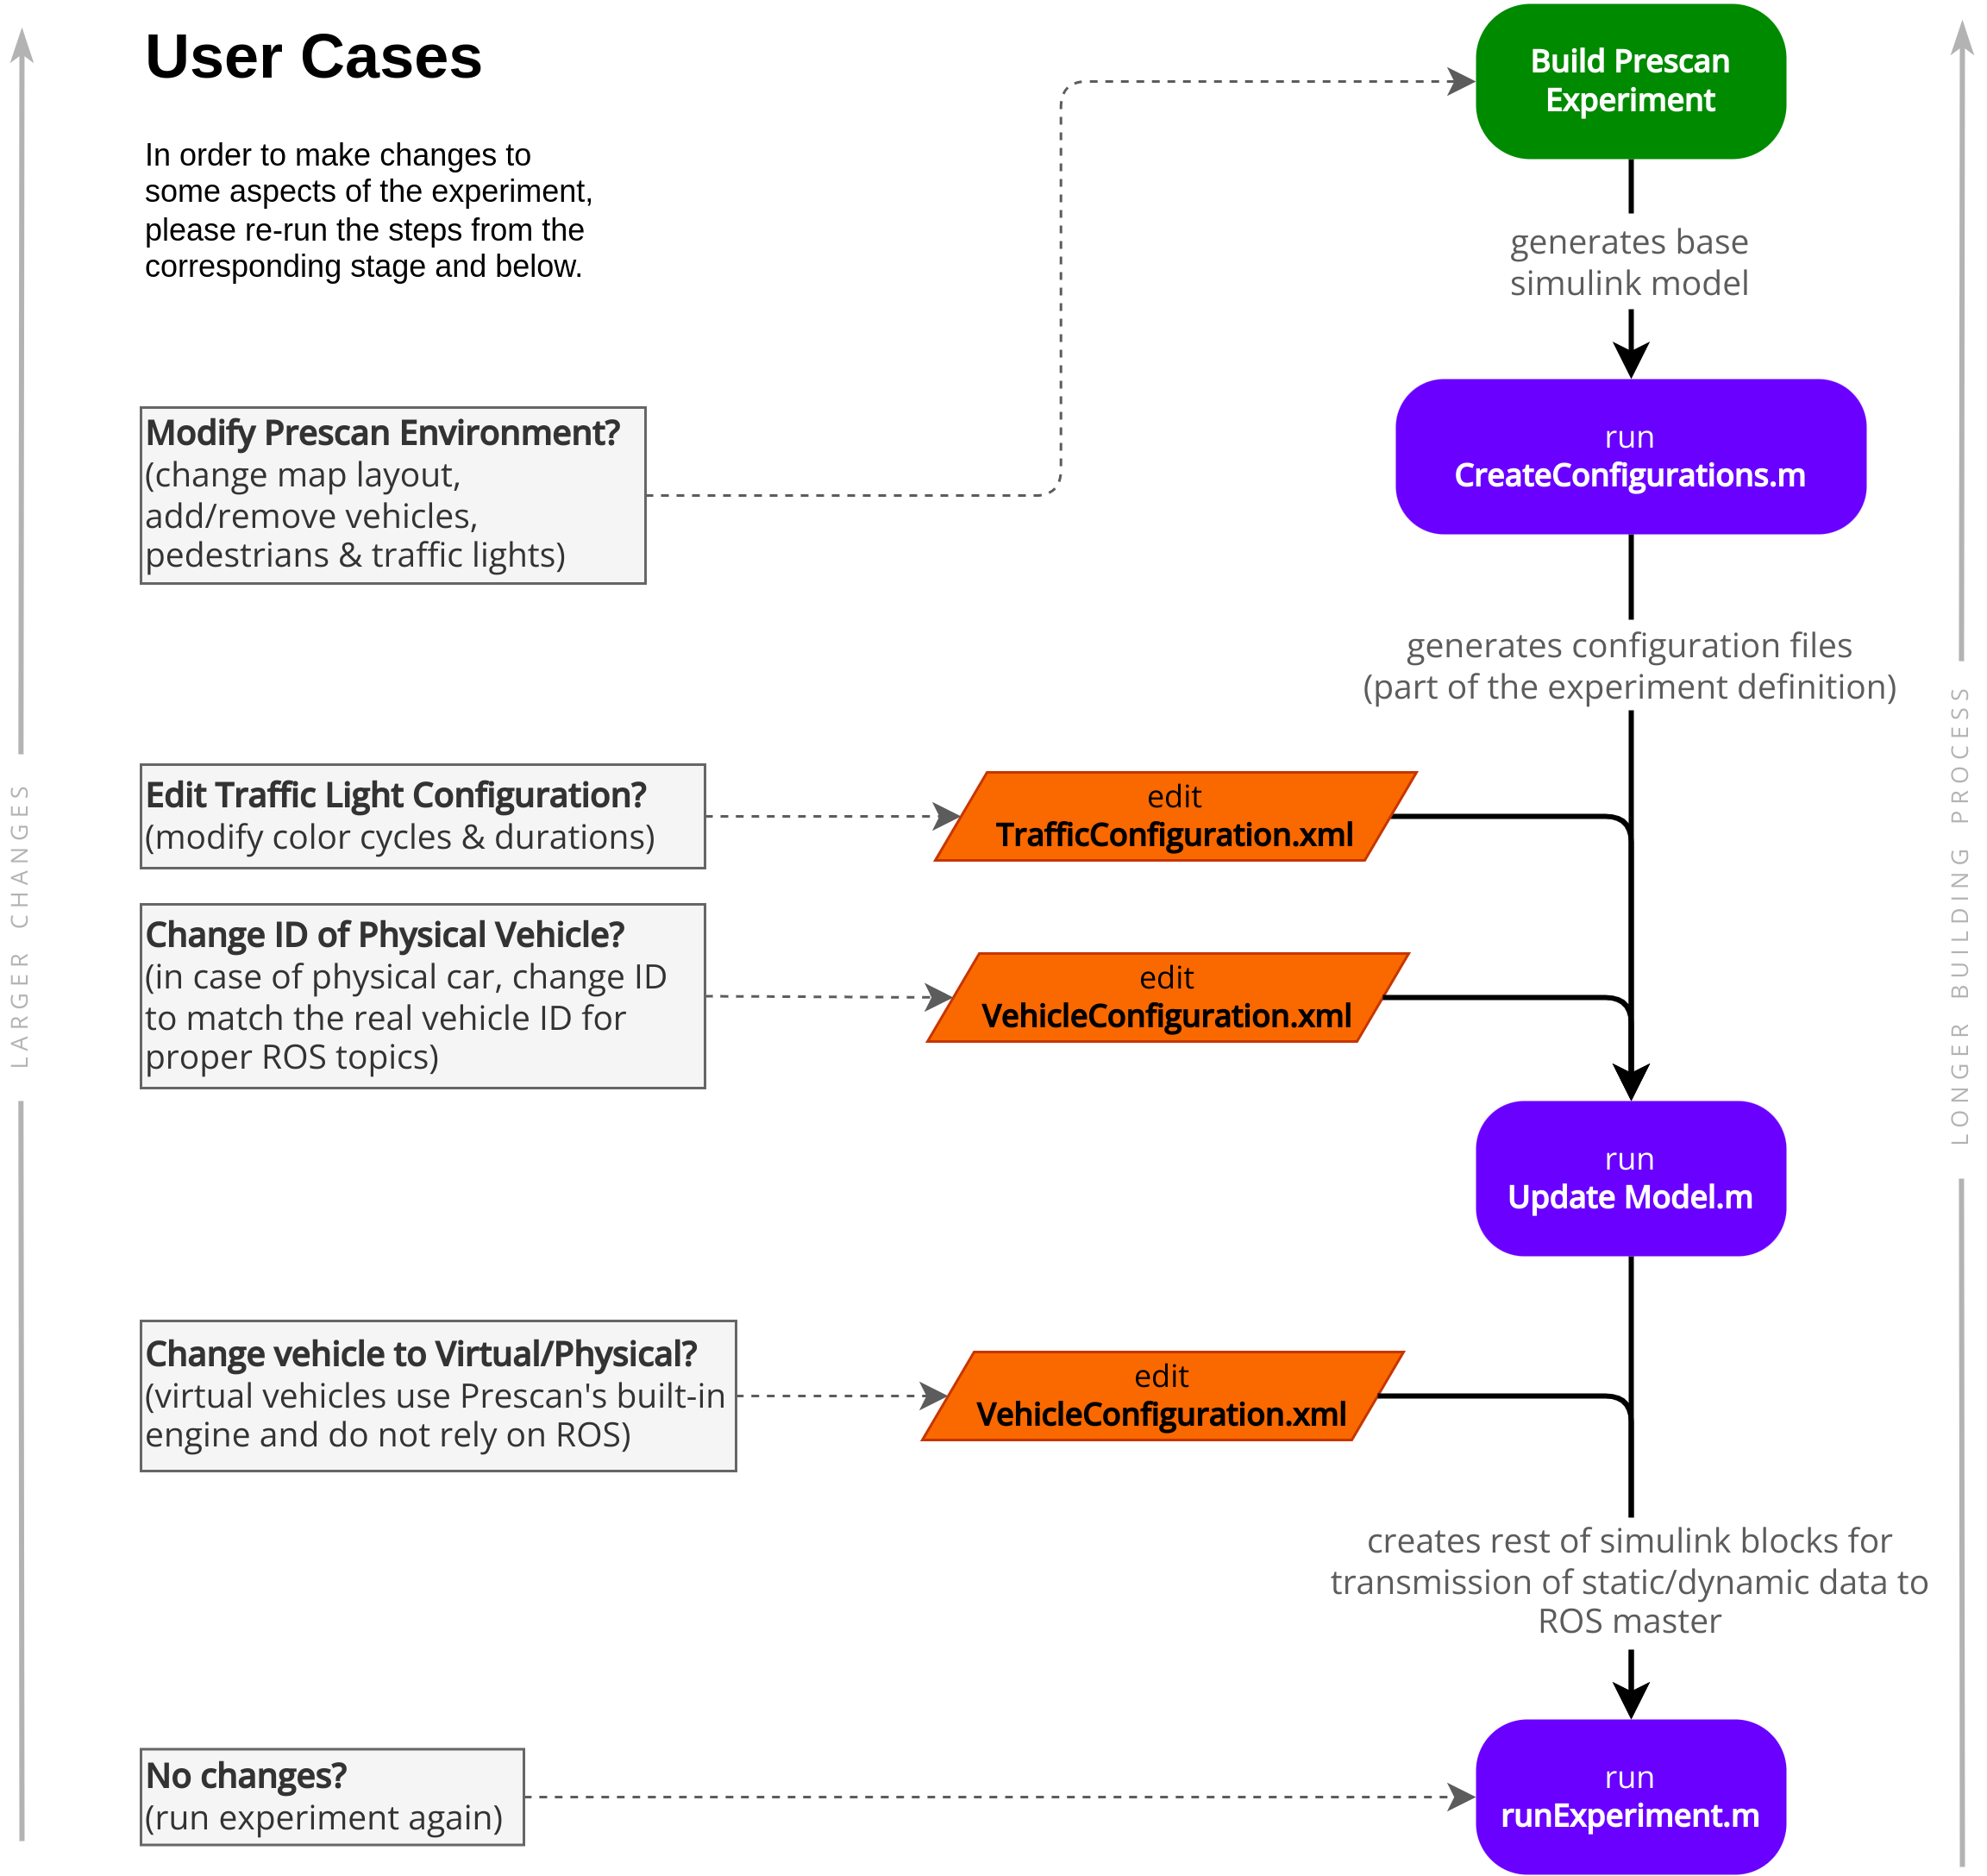 User Cases
In order to make changes to
some aspects of the experiment,
please re-run the steps from the
corresponding stage and below.
Build Prescan
Experiment
generates base
simulink model
run
CreateConfigurations.m
Modify Prescan Environment?
(change map layout,
add/remove vehicles,
pedestrians & traffic lights)
generates configuration files
(part of the experiment definition)
Edit Traffic Light Configuration?
(modify color cycles & durations)
edit
TrafficConfiguration.xml
Change ID of Physical Vehicle?
(in case of physical car, change ID
to match the real vehicle ID for
proper ROS topics)
edit
VehicleConfiguration.xml
run
Update Model.m
Change vehicle to Virtual/Physical?
(virtual vehicles use Prescan's built-in
engine and do not rely on ROS)
edit
VehicleConfiguration.xml
creates rest of simulink blocks for
transmission of static/dynamic data to
ROS master
No changes?
(run experiment again)
run
runExperiment.m
LARGER CHANGES
LONGER BUILDING PROCESS